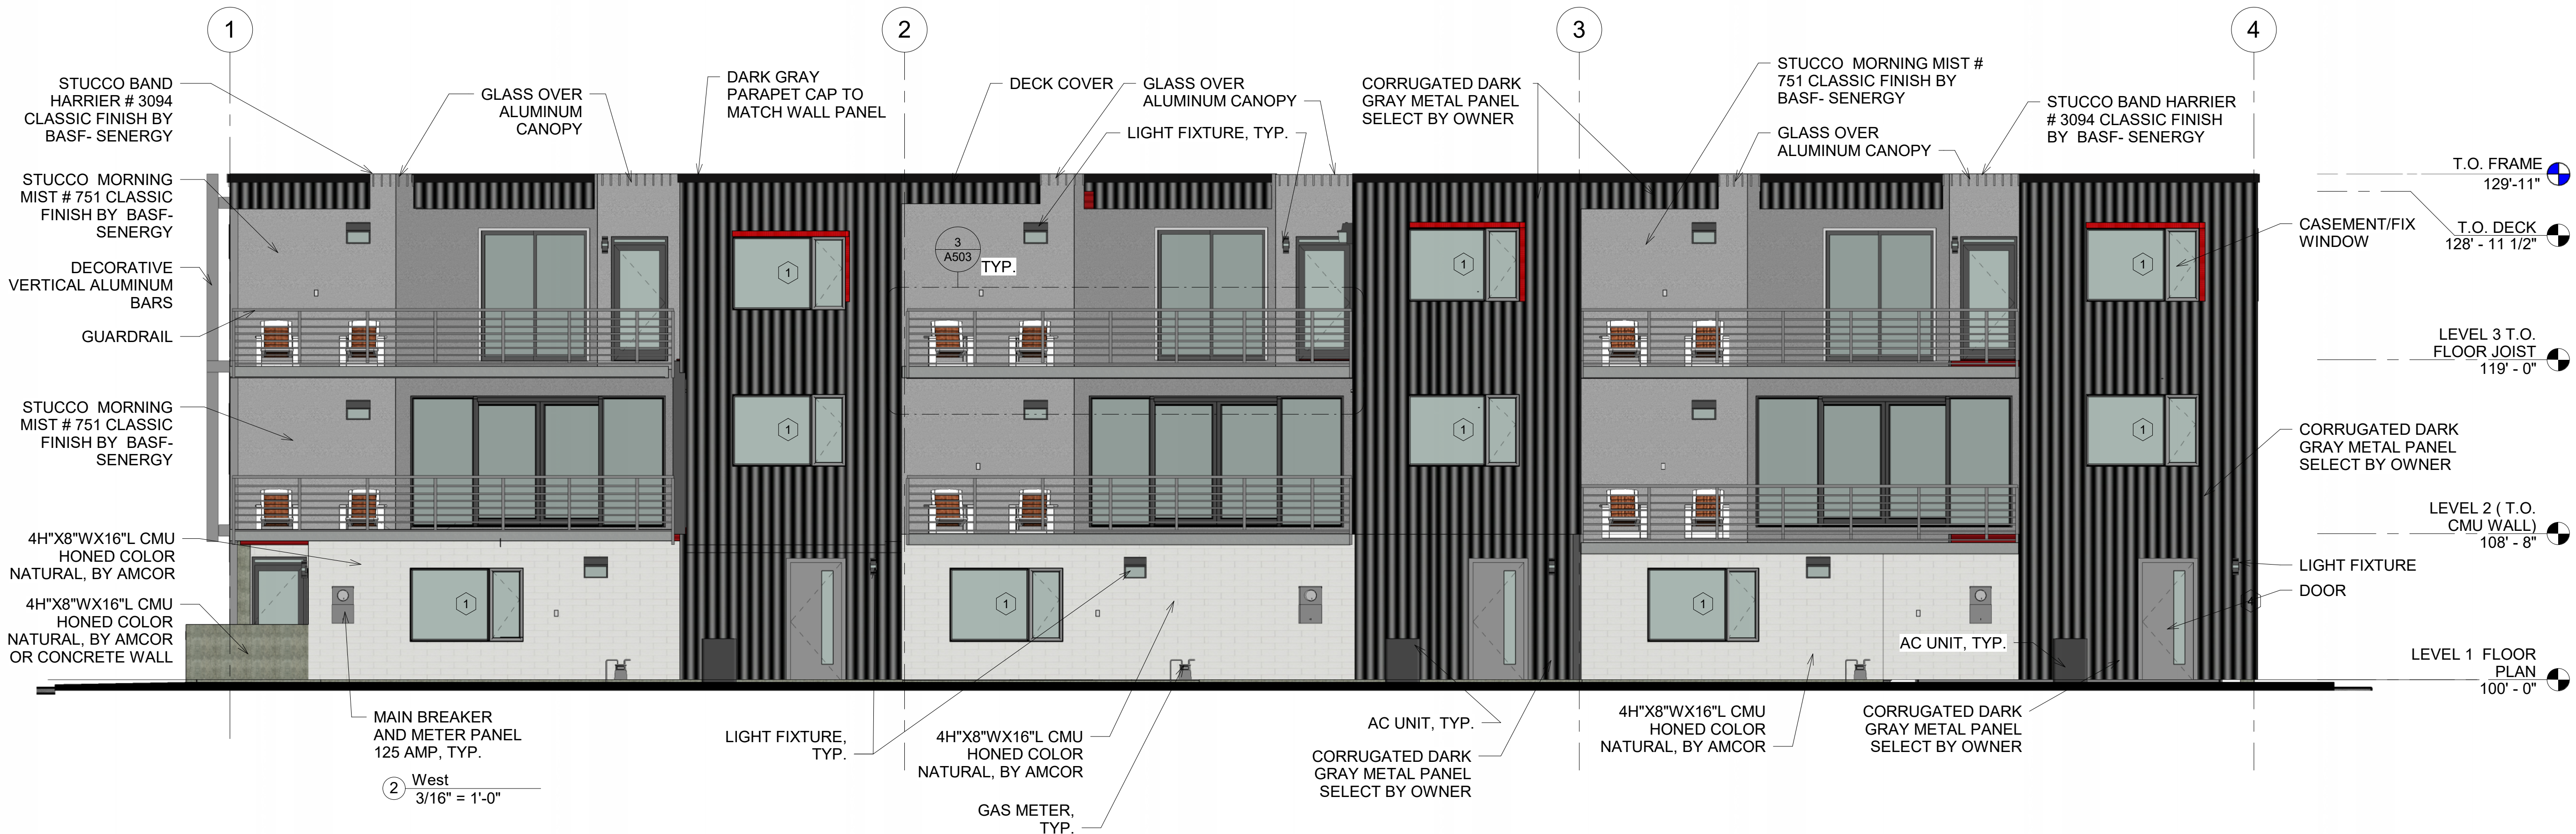 1
2
3
4
STUCCO BAND
HARRIER # 3094
CLASSIC FINISH BY
BASF- SENERGY
GLASS OVER
ALUMINUM
CANOPY
DARK GRAY
PARAPET CAP TO
MATCH WALL PANEL
DECK COVER
GLASS OVER
ALUMINUM CANOPY
LIGHT FIXTURE, TYP.
CORRUGATED DARK
GRAY METAL PANEL
SELECT BY OWNER
STUCCO MORNING MIST #
751 CLASSIC FINISH BY
BASF- SENERGY
GLASS OVER
ALUMINUM CANOPY
STUCCO BAND HARRIER
# 3094 CLASSIC FINISH
BY BASF- SENERGY
T.O. FRAME
129'-11"
T.O. DECK
128' - 11 1/2"
CASEMENT/FIX
WINDOW
LEVEL 3 T.O.
FLOOR JOIST
119' - 0"
CORRUGATED DARK
GRAY METAL PANEL
SELECT BY OWNER
LEVEL 2 ( T.O.
CMU WALL)
108' - 8"
LIGHT FIXTURE
DOOR
LEVEL 1 FLOOR
PLAN
100' - 0"
STUCCO MORNING
MIST # 751 CLASSIC
FINISH BY BASF-
SENERGY
DECORATIVE
VERTICAL ALUMINUM
BARS
GUARDRAIL
STUCCO MORNING
MIST # 751 CLASSIC
FINISH BY BASF-
SENERGY
4H"X8"WX16"L CMU
HONED COLOR
NATURAL, BY AMCOR
4H"X8"WX16"L CMU
HONED COLOR
NATURAL, BY AMCOR
OR CONCRETE WALL
3
A503
TYP.
1
1
1
1
1
1
1
1
1
4
AC UNIT, TYP.
MAIN BREAKER
AND METER PANEL
125 AMP, TYP.
LIGHT FIXTURE,
TYP.
4H"X8"WX16"L CMU
HONED COLOR
NATURAL, BY AMCOR
GAS METER,
TYP.
AC UNIT, TYP.
CORRUGATED DARK
GRAY METAL PANEL
SELECT BY OWNER
4H"X8"WX16"L CMU
HONED COLOR
NATURAL, BY AMCOR
CORRUGATED DARK
GRAY METAL PANEL
SELECT BY OWNER
2
West
3/16" = 1'-0"